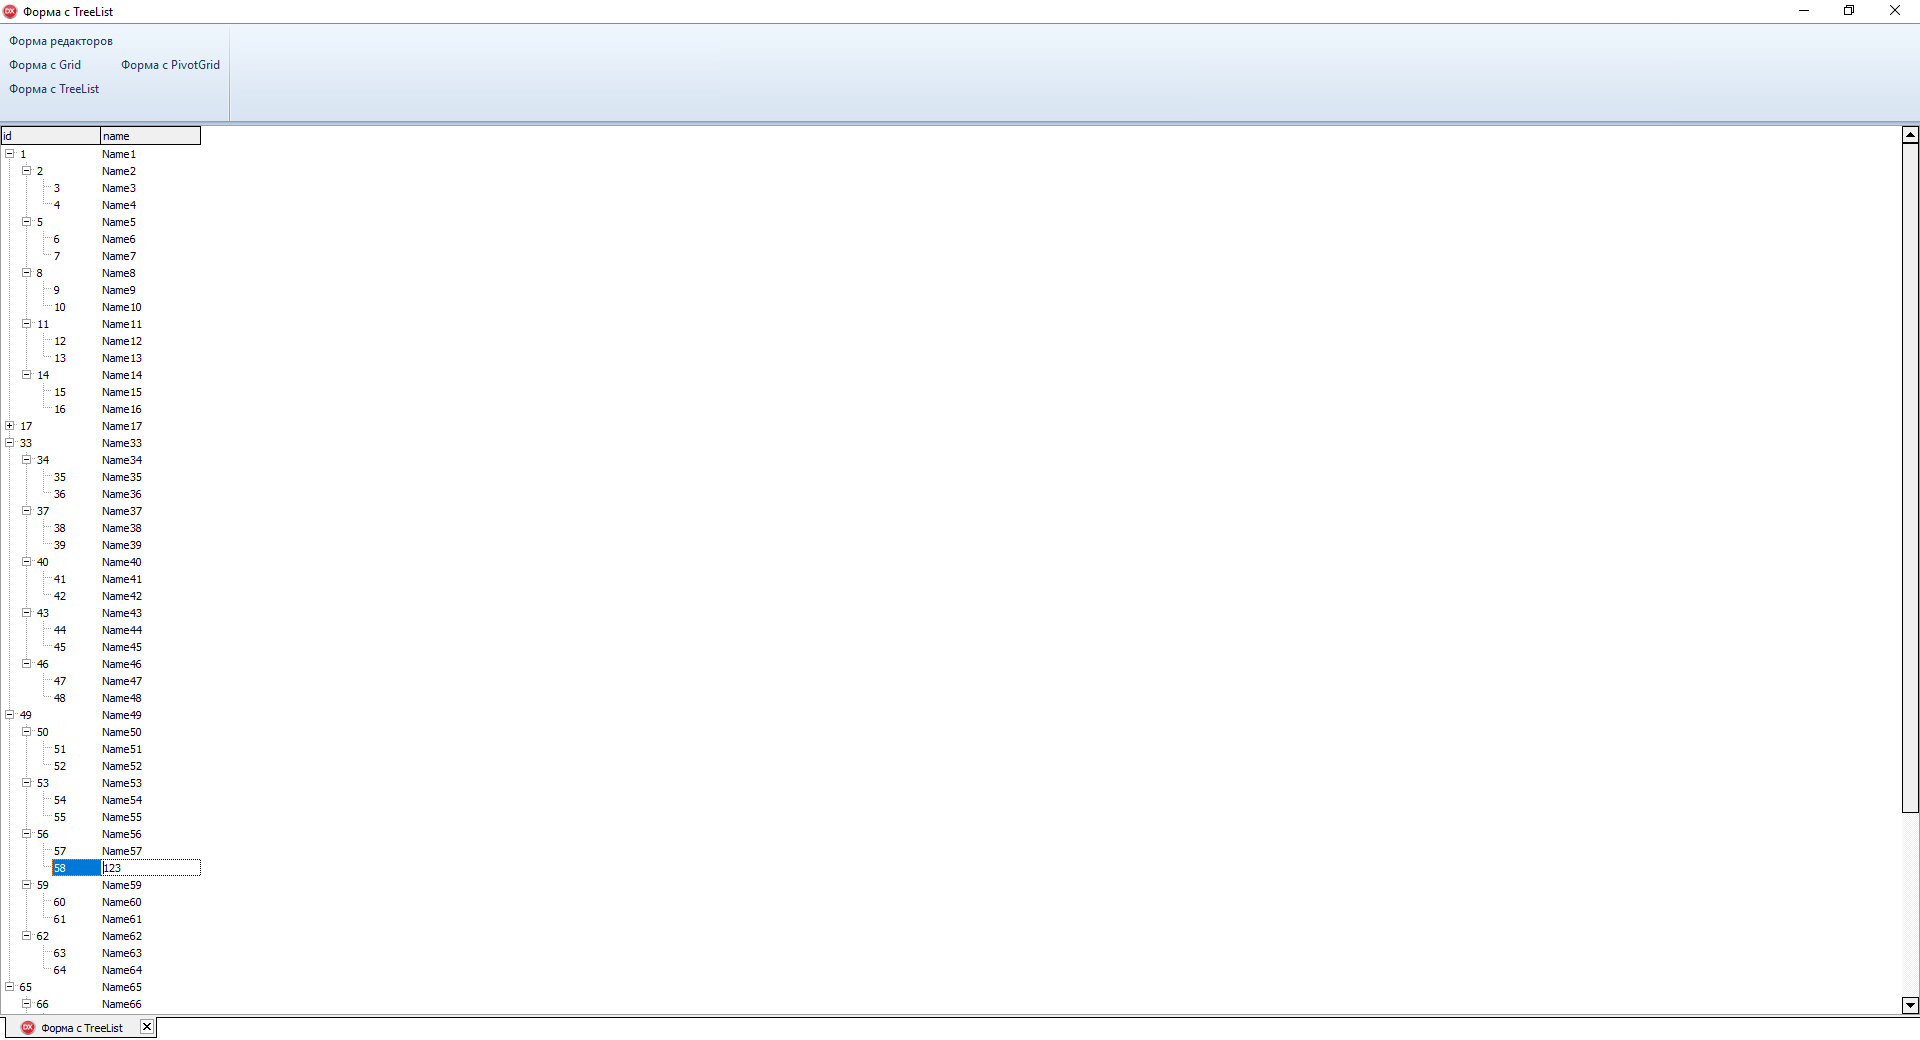 Форма с TreeList
Форма редакторов
Форма с Grid Форма с PivotGrid
Форма с TreeList
id name
1 Name1
2 Name2
3 Name3
4 Name4
5 Name5
6 Name6
7 Name7
8 Name8
9 Name9
10 Name10
11 Name11
12 Name12
13 Name13
14 Name14
15 Name15
16 Name16
17 Name17
33 Name33
34 Name34
35 Name35
36 Name36
37 Name37
38 Name38
39 Name39
40 Name40
41 Name41
42 Name42
43 Name43
44 Name44
45 Name45
46 Name46
47 Name47
48 Name48
49 Name49
50 Name50
51 Name51
52 Name52
53 Name53
54 Name54
55 Name55
56 Name56
57 Name57
58 123
59 Name59
60 Name60
61 Name61
62 Name62
63 Name63
64 Name64
65 Name65
66 Name66
DX Форма с TreeList